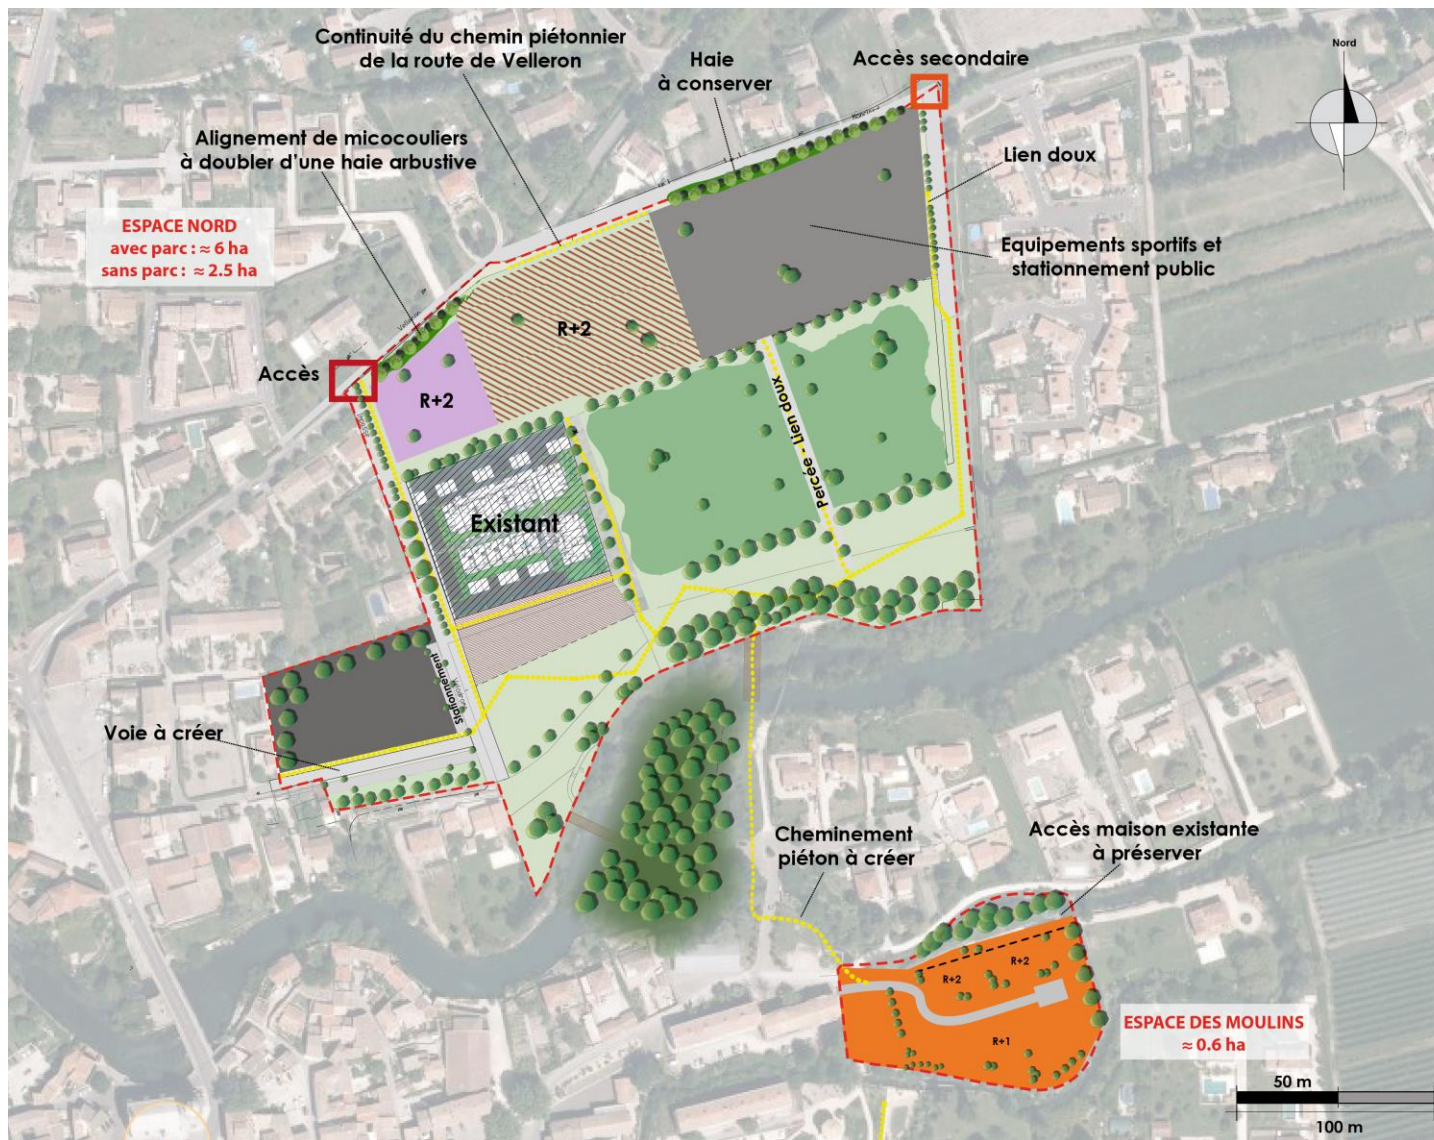 Continuité du chemin piétonnier
de la route de Velleron
Haie
à conserver
Accès secondaire
Nord
Alignement de micocouliers
à doubler d'une haie arbustive
Lien doux
ESPACE NORD
avec parc : ≈ 6 ha
sans parc : ≈ 2.5 ha
Equipements sportifs et
stationnement public
Velleron
R+2
Accès
R+2
Percée - Lien doux
Existant
Stationnement
Voie à créer
Cheminement
piéton à créer
Accès maison existante
à préserver
R+2
R+2
R+1
ESPACE DES MOULINS
≈ 0.6 ha
50 m
100 m